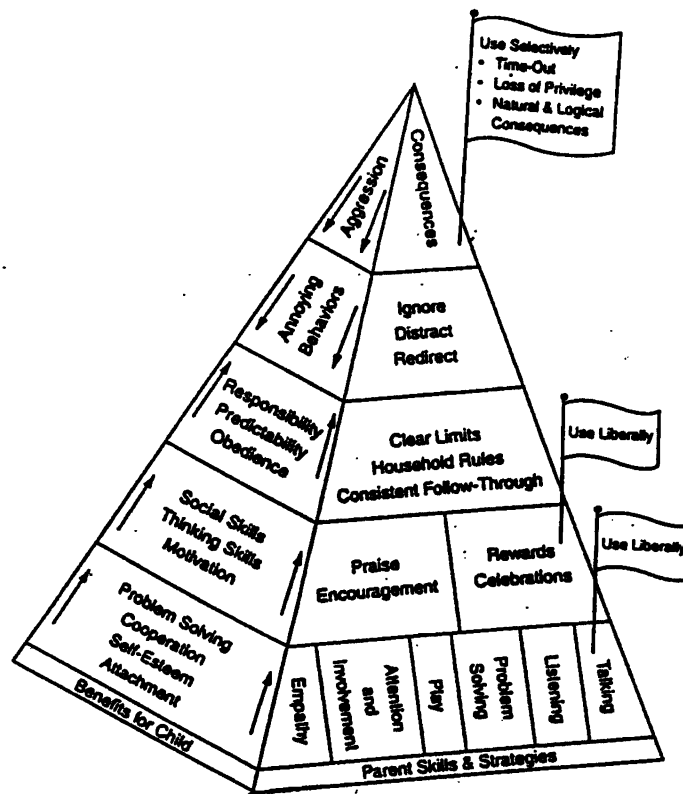 Use Selectively
• Time-Out
• Loss of Privilege
• Natural & Logical
Consequences
Aggression
Consequences
Annoying
Behaviors
Ignore
Distract
Redirect
Responsibility
Predictability
Obedience
Clear Limits
Household Rules
Consistent Follow-Through
Use Liberally
Social Skills
Thinking Skills
Motivation
Praise
Encouragement
Rewards
Celebrations
Use Liberally
Problem Solving
Cooperation
Self-Esteem
Attachment
Empathy
Attention
and
Involvement
Play
Problem
Solving
Listening
Talking
Benefits for Child
Parent Skills & Strategies